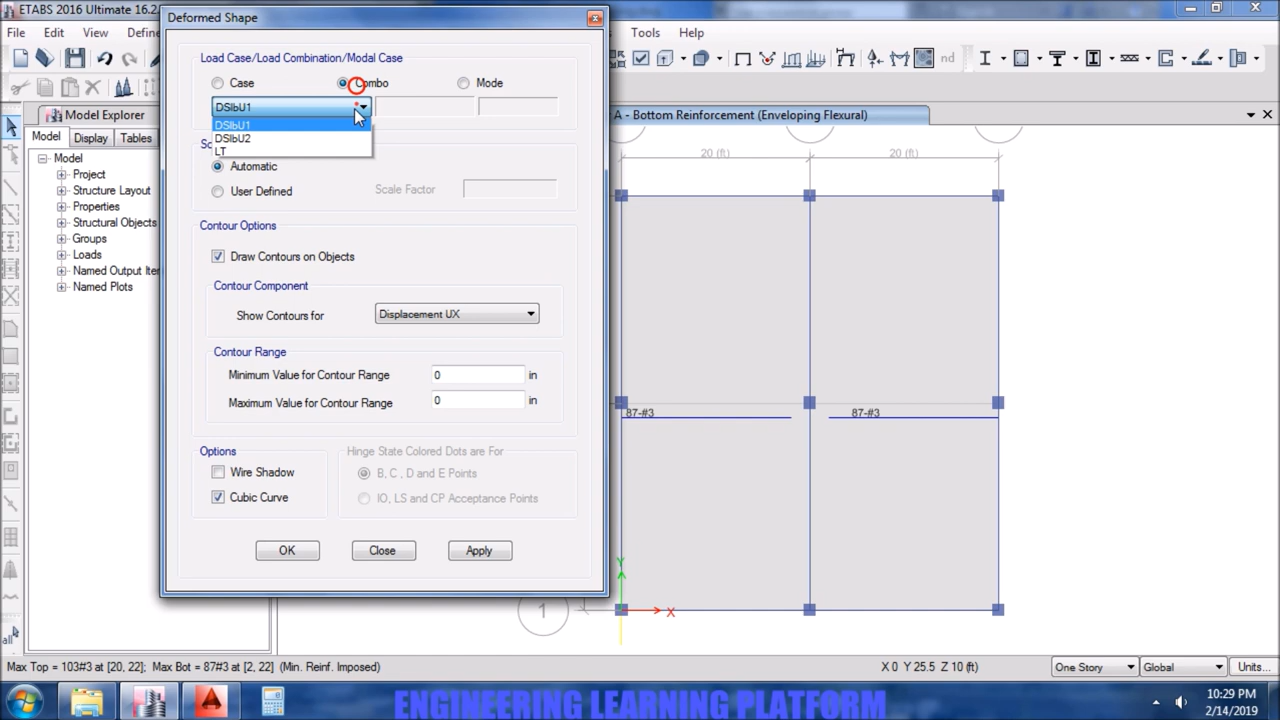 ETABS 2016 Ultimate 16.2.
File Edit View Define
Tools Help
nd
Model Explorer
Model Display Tables
Model
Project
Structure Layout
Properties
Structural Objects
Groups
Loads
Named Output Iter
Named Plots
Deformed Shape
Load Case/Load Combination/Modal Case
Case Combo Mode
DSlbU1
DSlbU1
DSlbU2
LT
Automatic
User Defined Scale Factor
Contour Options
Draw Contours on Objects
Contour Component
Show Contours for Displacement UX
Contour Range
Minimum Value for Contour Range 0 in
Maximum Value for Contour Range 0 in
Options
Wire Shadow
Cubic Curve
Hinge State Colored Dots are For
B, C , D and E Points
IO, LS and CP Acceptance Points
OK Close Apply
A - Bottom Reinforcement (Enveloping Flexural)
20 (ft) 20 (ft)
87-#3 87-#3
Y
X
1
all
Max Top = 103#3 [20, 22]; Max Bot = 87#3 [2, 22] (Min. Reinf. Imposed)
X 0 Y 25.5 Z 10 (ft)
One Story Global Units...
ENGINEERING LEARNING PLATFORM
10:29 PM
2/14/2019